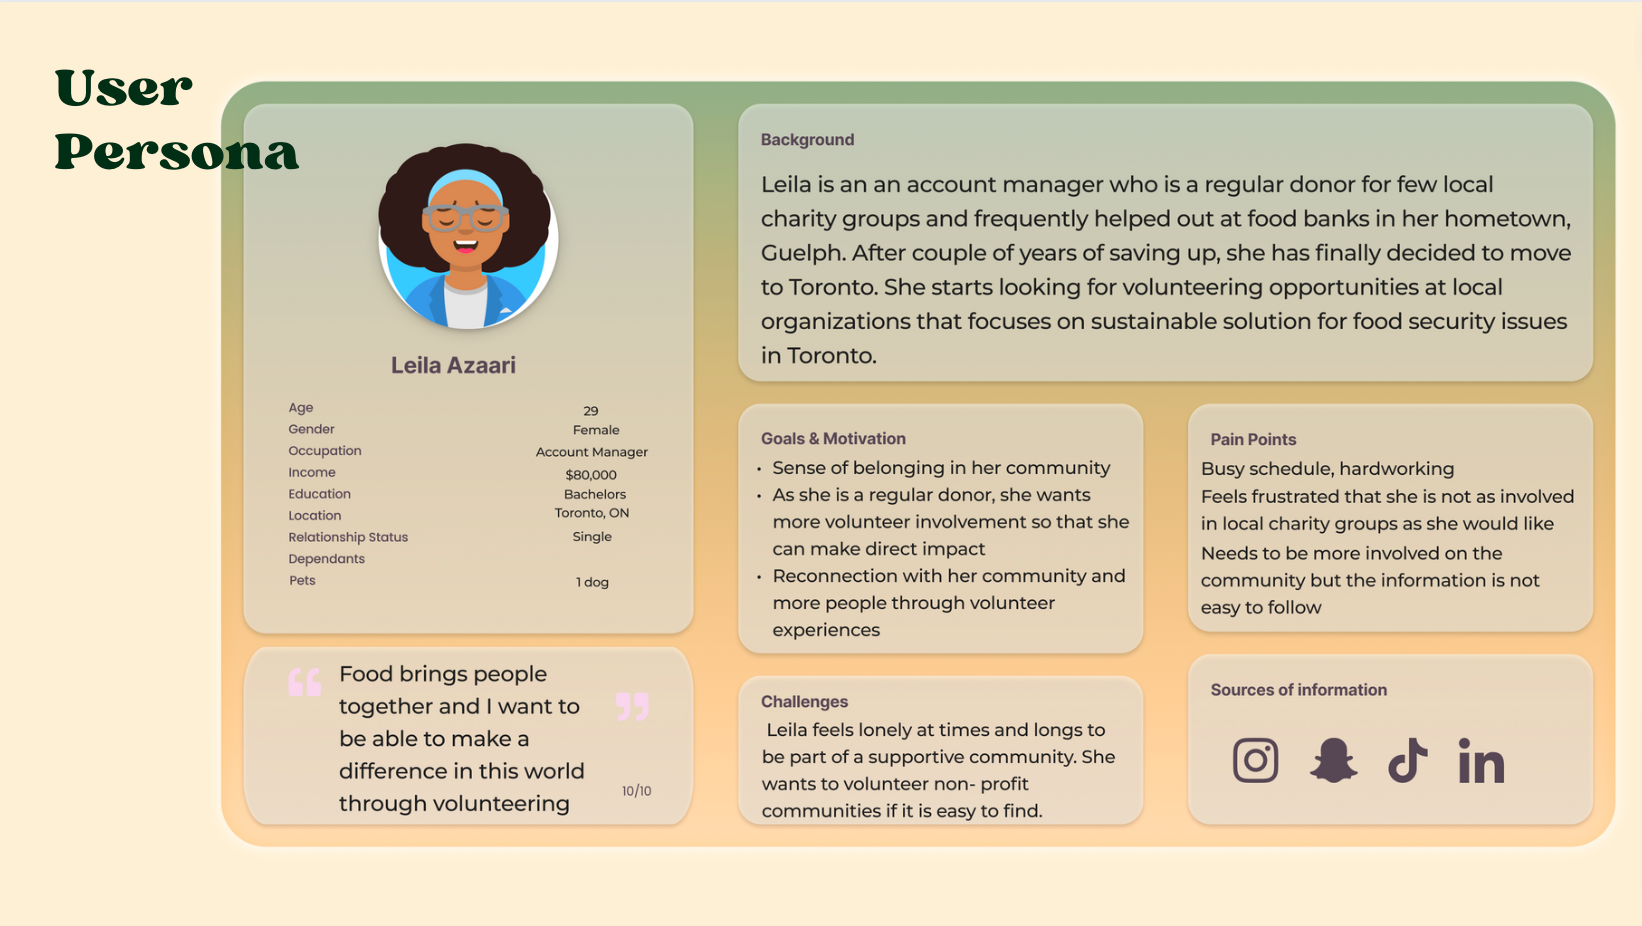 User
Persona
Leila Azaari
Age 29
Gender Female
Occupation Account Manager
Income $80,000
Education Bachelors
Location Toronto, ON
Relationship Status Single
Dependants
Pets 1 dog
“ Food brings people
together and I want to ”
be able to make a
difference in this world
through volunteering
10/10
Background
Leila is an an account manager who is a regular donor for few local
charity groups and frequently helped out at food banks in her hometown,
Guelph. After couple of years of saving up, she has finally decided to move
to Toronto. She starts looking for volunteering opportunities at local
organizations that focuses on sustainable solution for food security issues
in Toronto.
Goals & Motivation
• Sense of belonging in her community
• As she is a regular donor, she wants
more volunteer involvement so that she
can make direct impact
• Reconnection with her community and
more people through volunteer
experiences
Challenges
Leila feels lonely at times and longs to
be part of a supportive community. She
wants to volunteer non- profit
communities if it is easy to find.
Pain Points
Busy schedule, hardworking
Feels frustrated that she is not as involved
in local charity groups as she would like
Needs to be more involved on the
community but the information is not
easy to follow
Sources of information
in